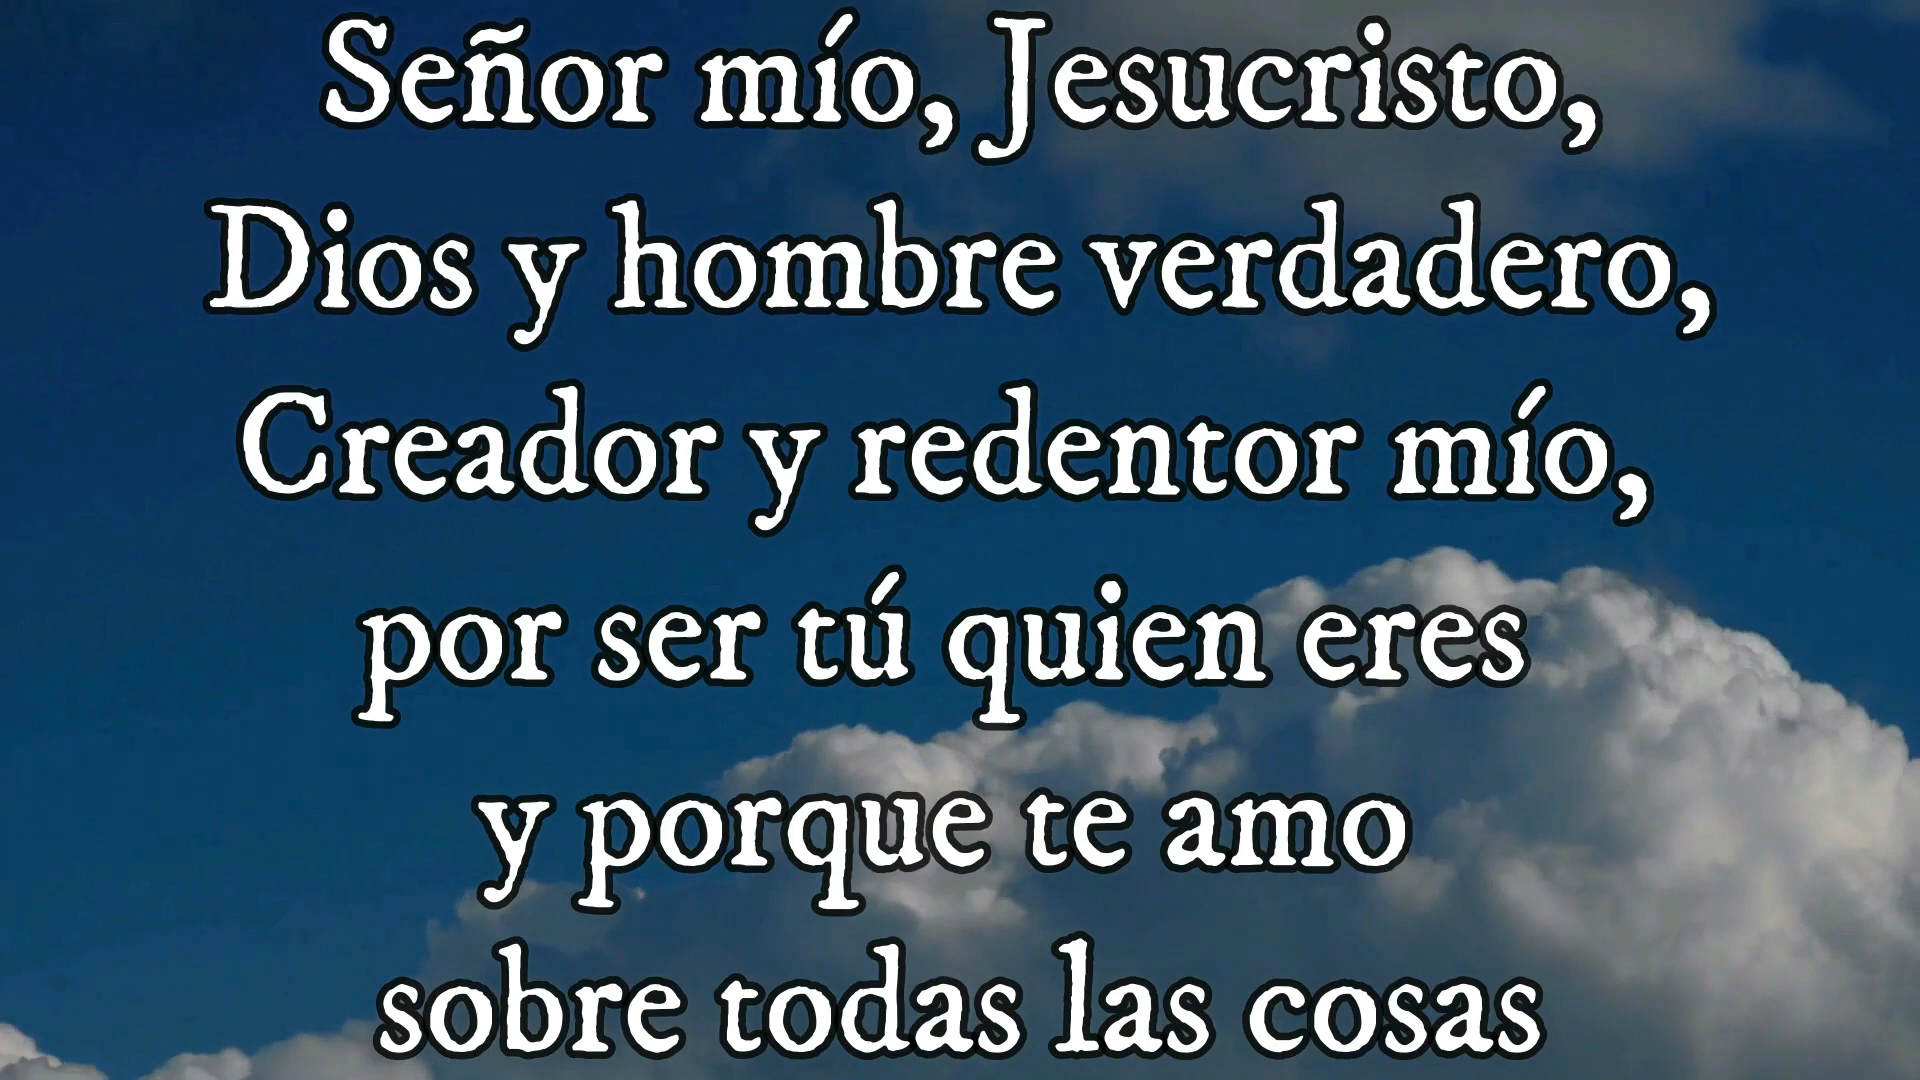 Señor mío, Jesucristo,
Dios y hombre verdadero,
Creador y redentor mío,
por ser tú quien eres
y porque te amo
sobre todas las cosas